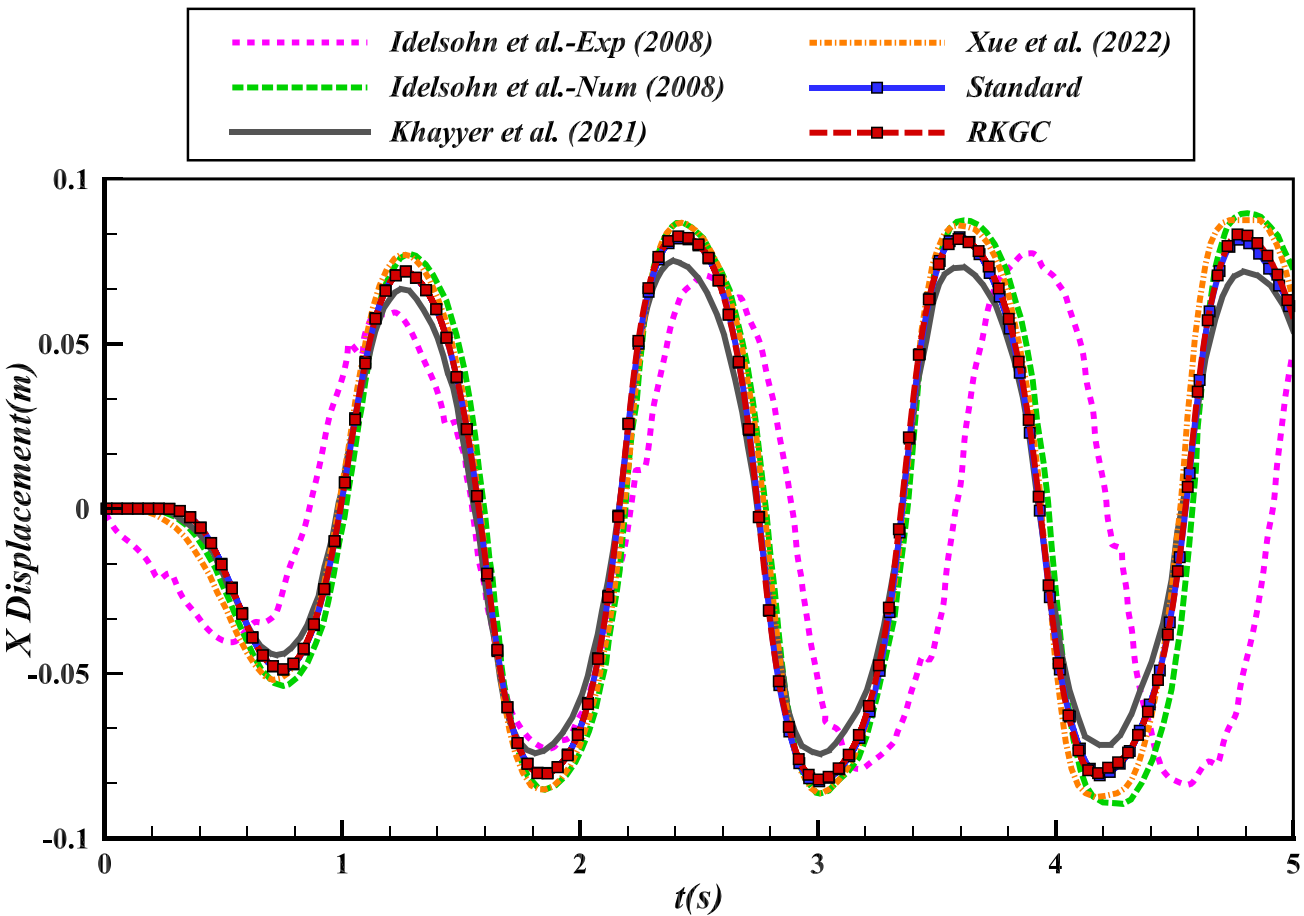 Idelsohn et al.-Exp (2008)
Xue et al. (2022)
Idelsohn et al.-Num (2008)
Standard
Khayyer et al. (2021)
RKGC
0.1
0.05
0
-0.05
-0.1
X Displacement(m)
0 1 2 3 4 5
t(s)